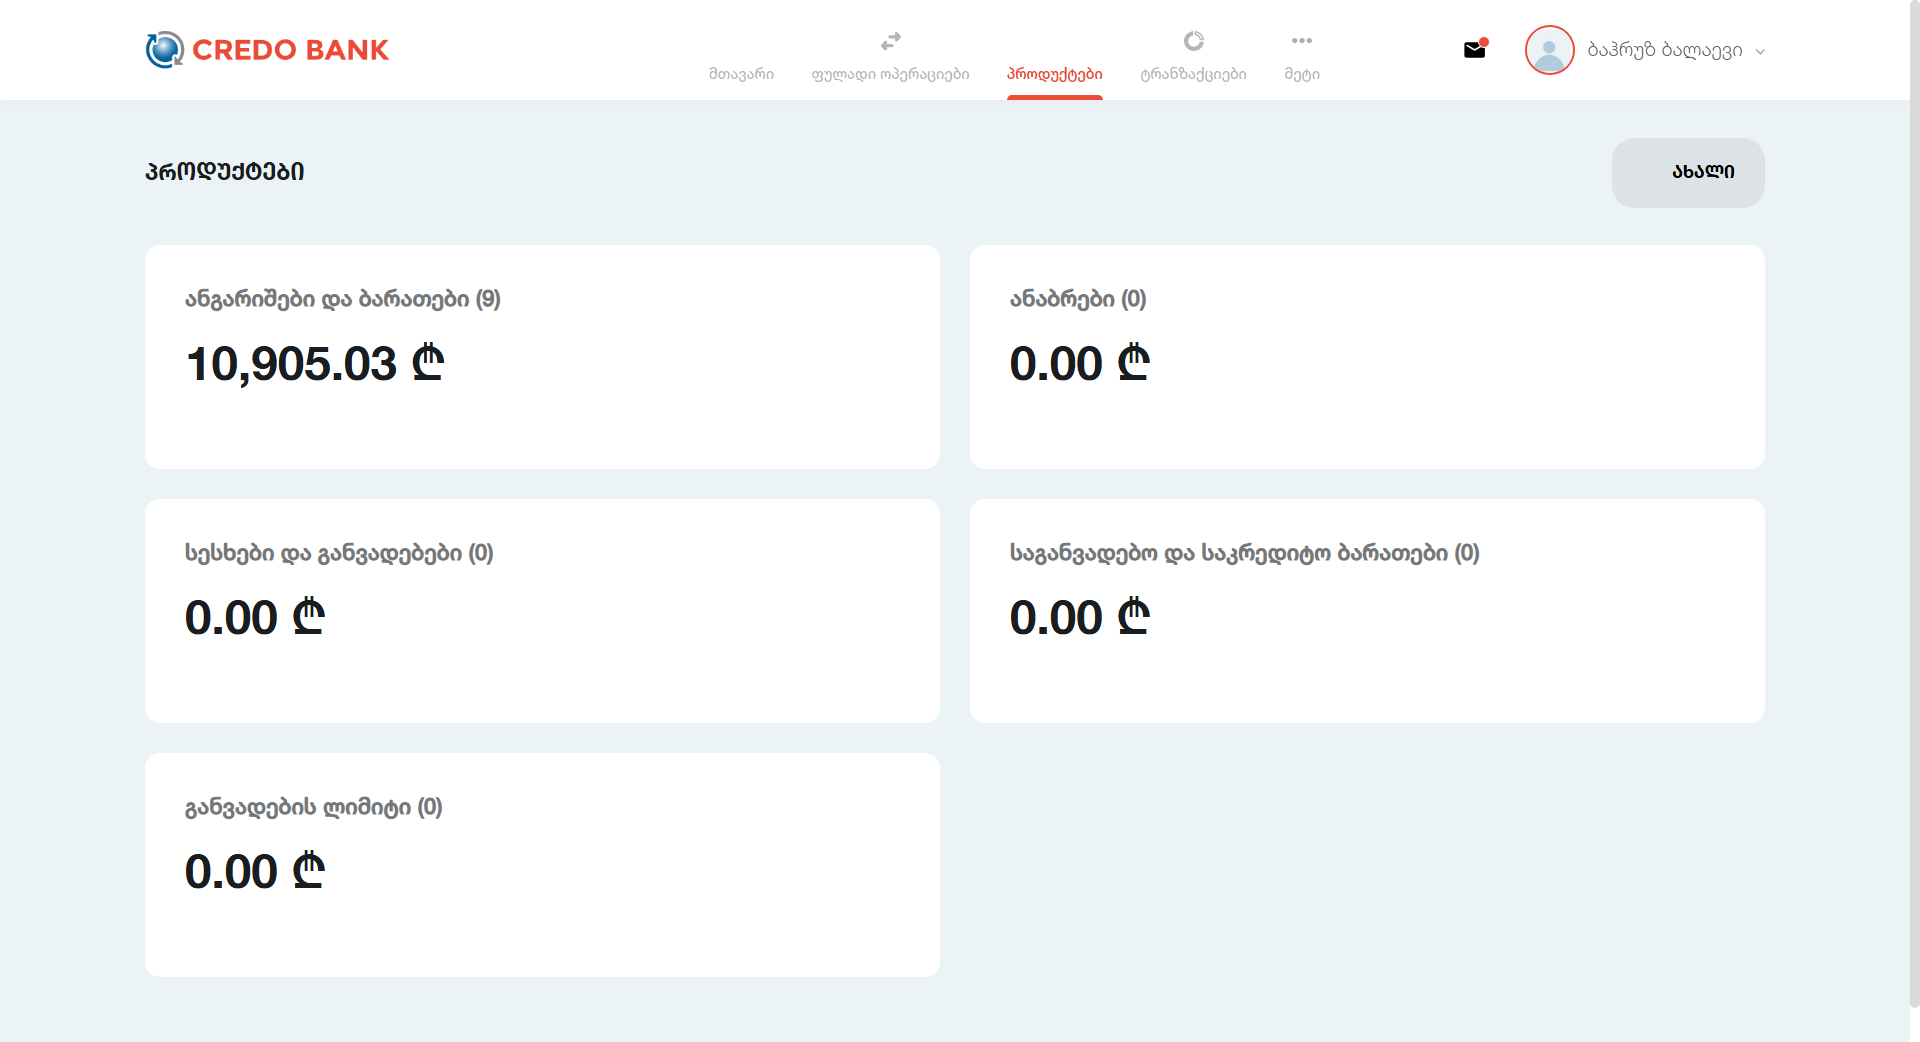 CREDO BANK
მთავარი
ფულადი ოპერაციები
პროდუქტები
ტრანზაქციები
მეტი
ბაჰრუზ ბალაევი
პროდუქტები
ახალი
ანგარიშები და ბარათები (9)
10,905.03 ₾
ანაბრები (0)
0.00 ₾
სესხები და განვადებები (0)
0.00 ₾
საგანვადებო და საკრედიტო ბარათები (0)
0.00 ₾
განვადების ლიმიტი (0)
0.00 ₾